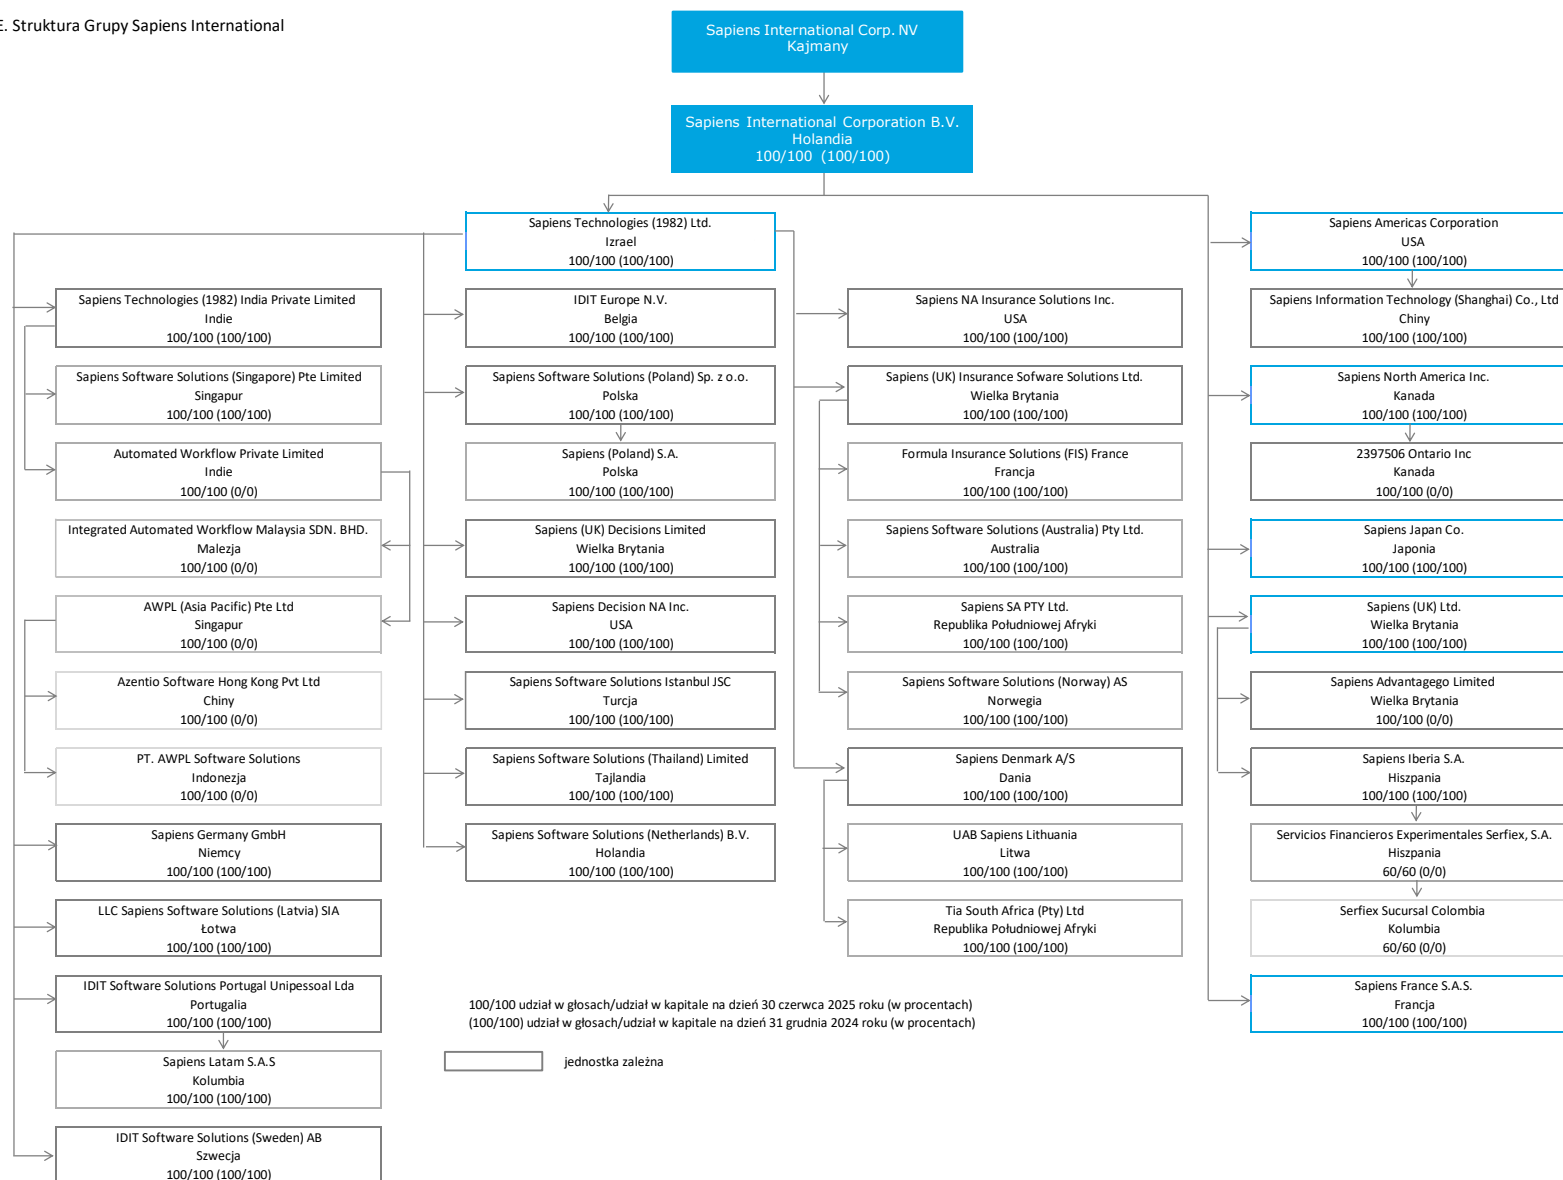 E. Struktura Grupy Sapiens International
Sapiens International Corp. NV
Kajmany
Sapiens International Corporation B.V.
Holandia
100/100 (100/100)
Sapiens Technologies (1982) Ltd.
Izrael
100/100 (100/100)
Sapiens Technologies (1982) India Private Limited
Indie
100/100 (100/100)
Sapiens Software Solutions (Singapore) Pte Limited
Singapur
100/100 (100/100)
Automated Workflow Private Limited
Indie
100/100 (0/0)
Integrated Automated Workflow Malaysia SDN. BHD.
Malezja
100/100 (0/0)
AWPL (Asia Pacific) Pte Ltd
Singapur
100/100 (0/0)
Azentio Software Hong Kong Pvt Ltd
Chiny
100/100 (0/0)
PT. AWPL Software Solutions
Indonezja
100/100 (0/0)
Sapiens Germany GmbH
Niemcy
100/100 (100/100)
LLC Sapiens Software Solutions (Latvia) SIA
Łotwa
100/100 (100/100)
IDIT Software Solutions Portugal Unipessoal Lda
Portugalia
100/100 (100/100)
Sapiens Latam S.A.S
Kolumbia
100/100 (100/100)
IDIT Software Solutions (Sweden) AB
Szwecja
100/100 (100/100)
IDIT Europe N.V.
Belgia
100/100 (100/100)
Sapiens Software Solutions (Poland) Sp. z o.o.
Polska
100/100 (100/100)
Sapiens (Poland) S.A.
Polska
100/100 (100/100)
Sapiens (UK) Decisions Limited
Wielka Brytania
100/100 (100/100)
Sapiens Decision NA Inc.
USA
100/100 (100/100)
Sapiens Software Solutions Istanbul JSC
Turcja
100/100 (100/100)
Sapiens Software Solutions (Thailand) Limited
Tajlandia
100/100 (100/100)
Sapiens Software Solutions (Netherlands) B.V.
Holandia
100/100 (100/100)
Sapiens NA Insurance Solutions Inc.
USA
100/100 (100/100)
Sapiens (UK) Insurance Sofware Solutions Ltd.
Wielka Brytania
100/100 (100/100)
Formula Insurance Solutions (FIS) France
Francja
100/100 (100/100)
Sapiens Software Solutions (Australia) Pty Ltd.
Australia
100/100 (100/100)
Sapiens SA PTY Ltd.
Republika Południowej Afryki
100/100 (100/100)
Sapiens Software Solutions (Norway) AS
Norwegia
100/100 (100/100)
Sapiens Denmark A/S
Dania
100/100 (100/100)
UAB Sapiens Lithuania
Litwa
100/100 (100/100)
Tia South Africa (Pty) Ltd
Republika Południowej Afryki
100/100 (100/100)
Sapiens Americas Corporation
USA
100/100 (100/100)
Sapiens Information Technology (Shanghai) Co., Ltd
Chiny
100/100 (100/100)
Sapiens North America Inc.
Kanada
100/100 (100/100)
2397506 Ontario Inc
Kanada
100/100 (0/0)
Sapiens Japan Co.
Japonia
100/100 (100/100)
Sapiens (UK) Ltd.
Wielka Brytania
100/100 (100/100)
Sapiens Advantagego Limited
Wielka Brytania
100/100 (0/0)
Sapiens Iberia S.A.
Hiszpania
100/100 (100/100)
Servicios Financieros Experimentales Serfiex, S.A.
Hiszpania
60/60 (0/0)
Serfiex Sucursal Colombia
Kolumbia
60/60 (0/0)
Sapiens France S.A.S.
Francja
100/100 (100/100)
100/100 udział w głosach/udział w kapitale na dzień 30 czerwca 2025 roku (w procentach)
(100/100) udział w głosach/udział w kapitale na dzień 31 grudnia 2024 roku (w procentach)
jednostka zależna